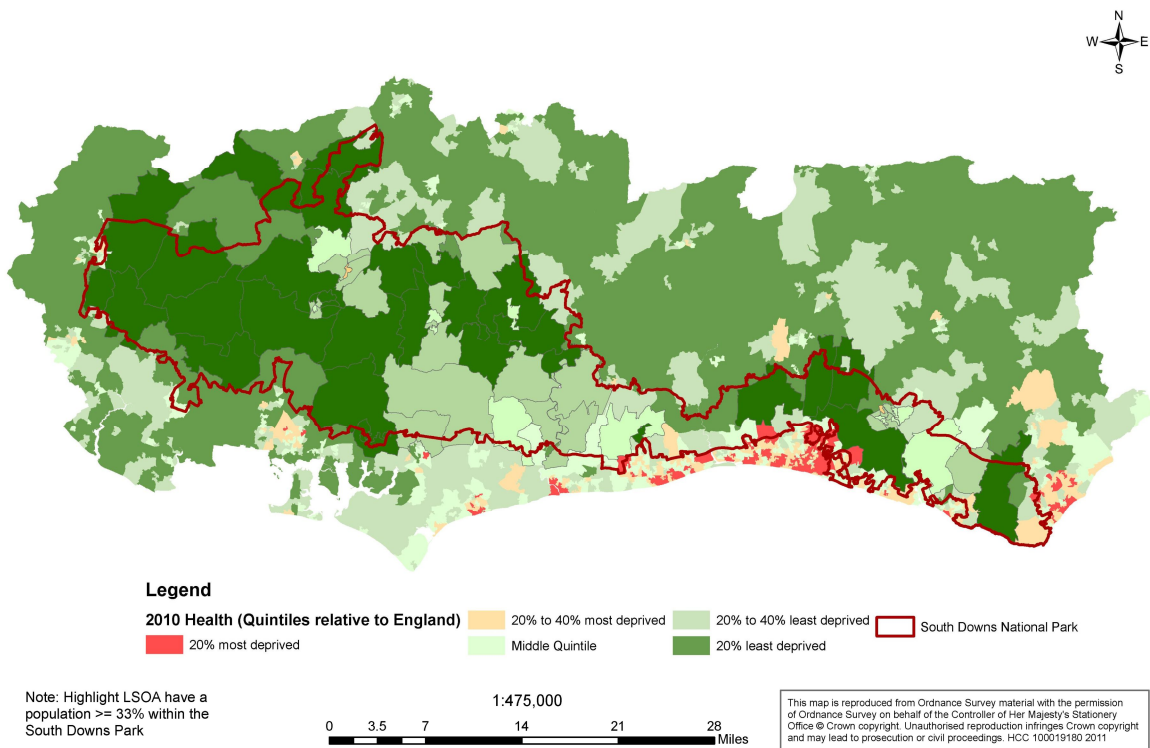 N
W E
S
Legend
2010 Health (Quintiles relative to England)
20% most deprived
20% to 40% most deprived
Middle Quintile
20% to 40% least deprived
20% least deprived
South Downs National Park
Note: Highlight LSOA have a
population >= 33% within the
South Downs Park
1:475,000
0 3.5 7 14 21 28
Miles
This map is reproduced from Ordnance Survey material with the permission
of Ordnance Survey on behalf of the Controller of Her Majesty's Stationery
Office © Crown copyright. Unauthorised reproduction infringes Crown copyright
and may lead to prosecution or civil proceedings. HCC 100019180 2011